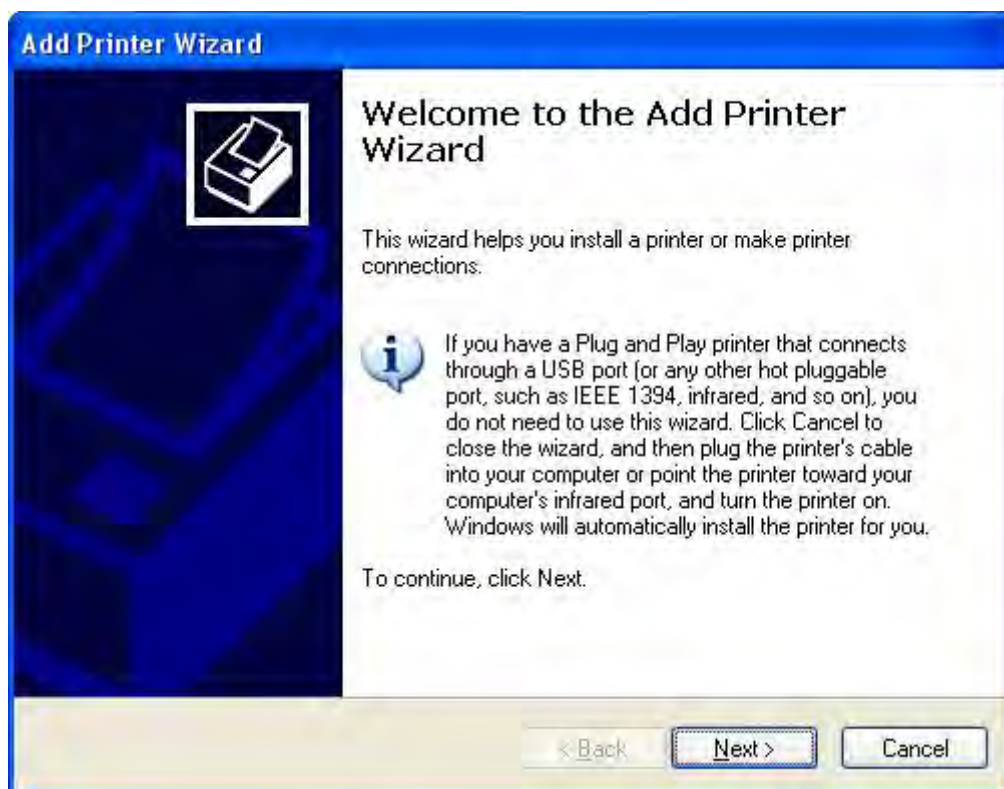 Add Printer Wizard
Welcome to the Add Printer
Wizard
This wizard helps you install a printer or make printer
connections.
If you have a Plug and Play printer that connects
through a USB port (or any other hot pluggable
port, such as IEEE 1394, infrared, and so on), you
do not need to use this wizard. Click Cancel to
close the wizard, and then plug the printer's cable
into your computer or point the printer toward your
computer's infrared port, and turn the printer on.
Windows will automatically install the printer for you.
To continue, click Next.
< Back Next > Cancel